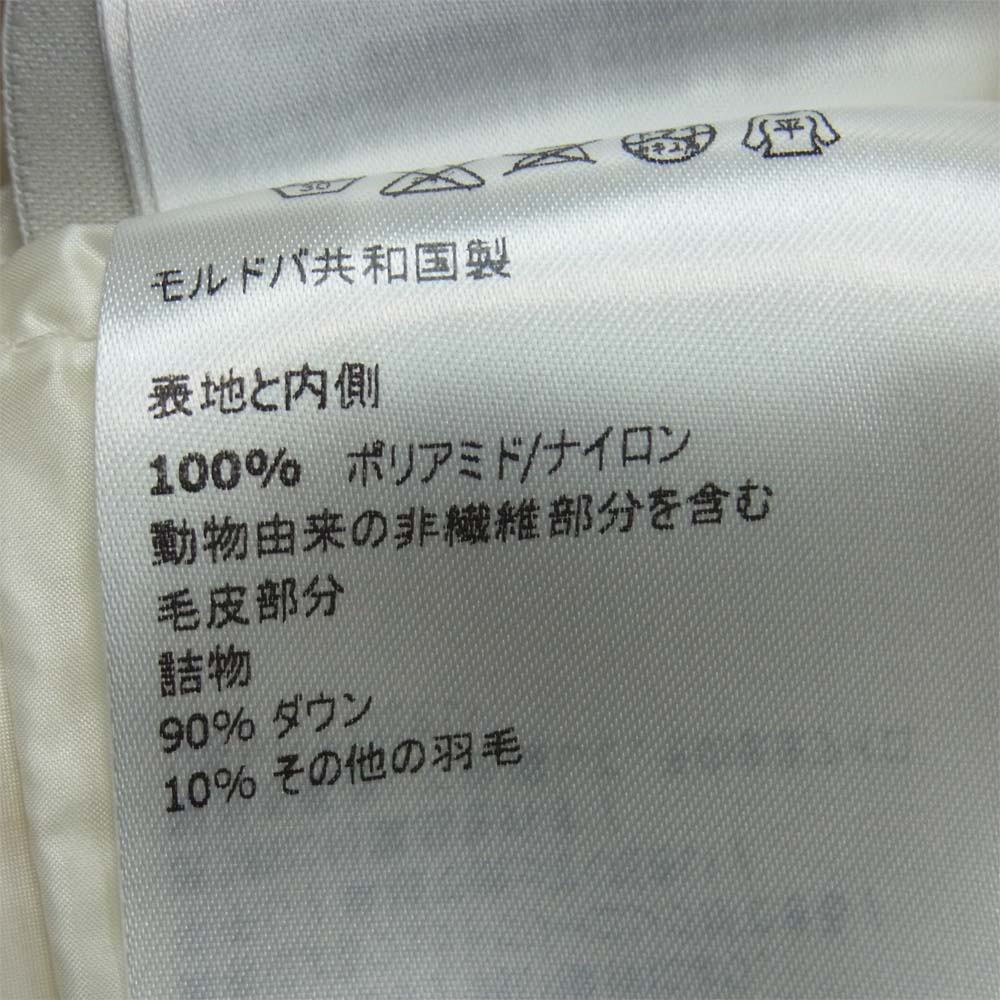 30
平
モルドバ共和国製
表地と内側
100% ポリアミド/ナイロン
動物由来の非繊維部分を含む
毛皮部分
詰物
90% ダウン
10% その他の羽毛